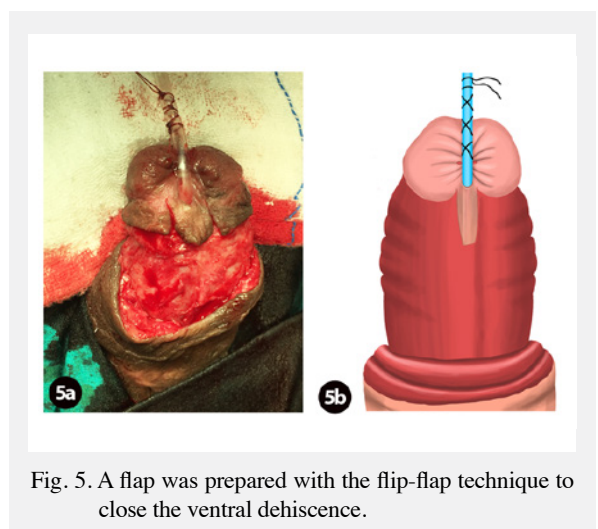 5a
5b
Fig. 5. A flap was prepared with the flip-flap technique to
close the ventral dehiscence.